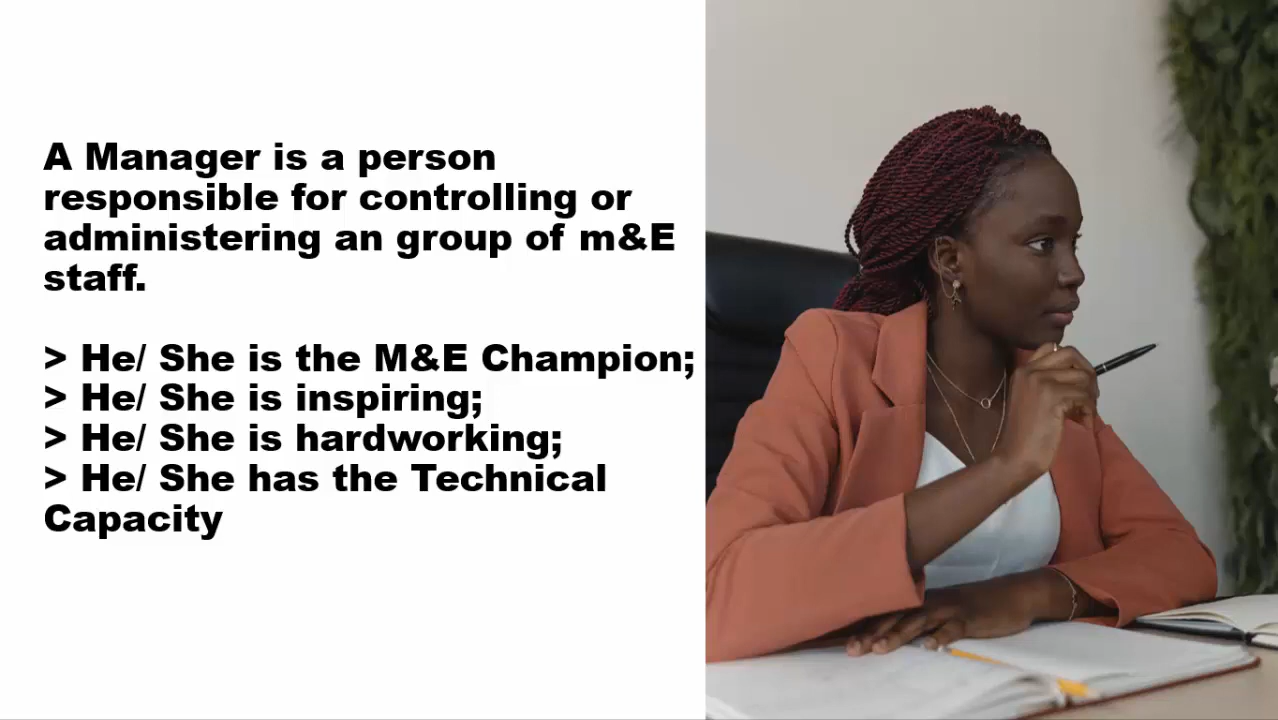 A Manager is a person
responsible for controlling or
administering an group of m&E
staff.
> He/ She is the M&E Champion;
> He/ She is inspiring;
> He/ She is hardworking;
> He/ She has the Technical
Capacity